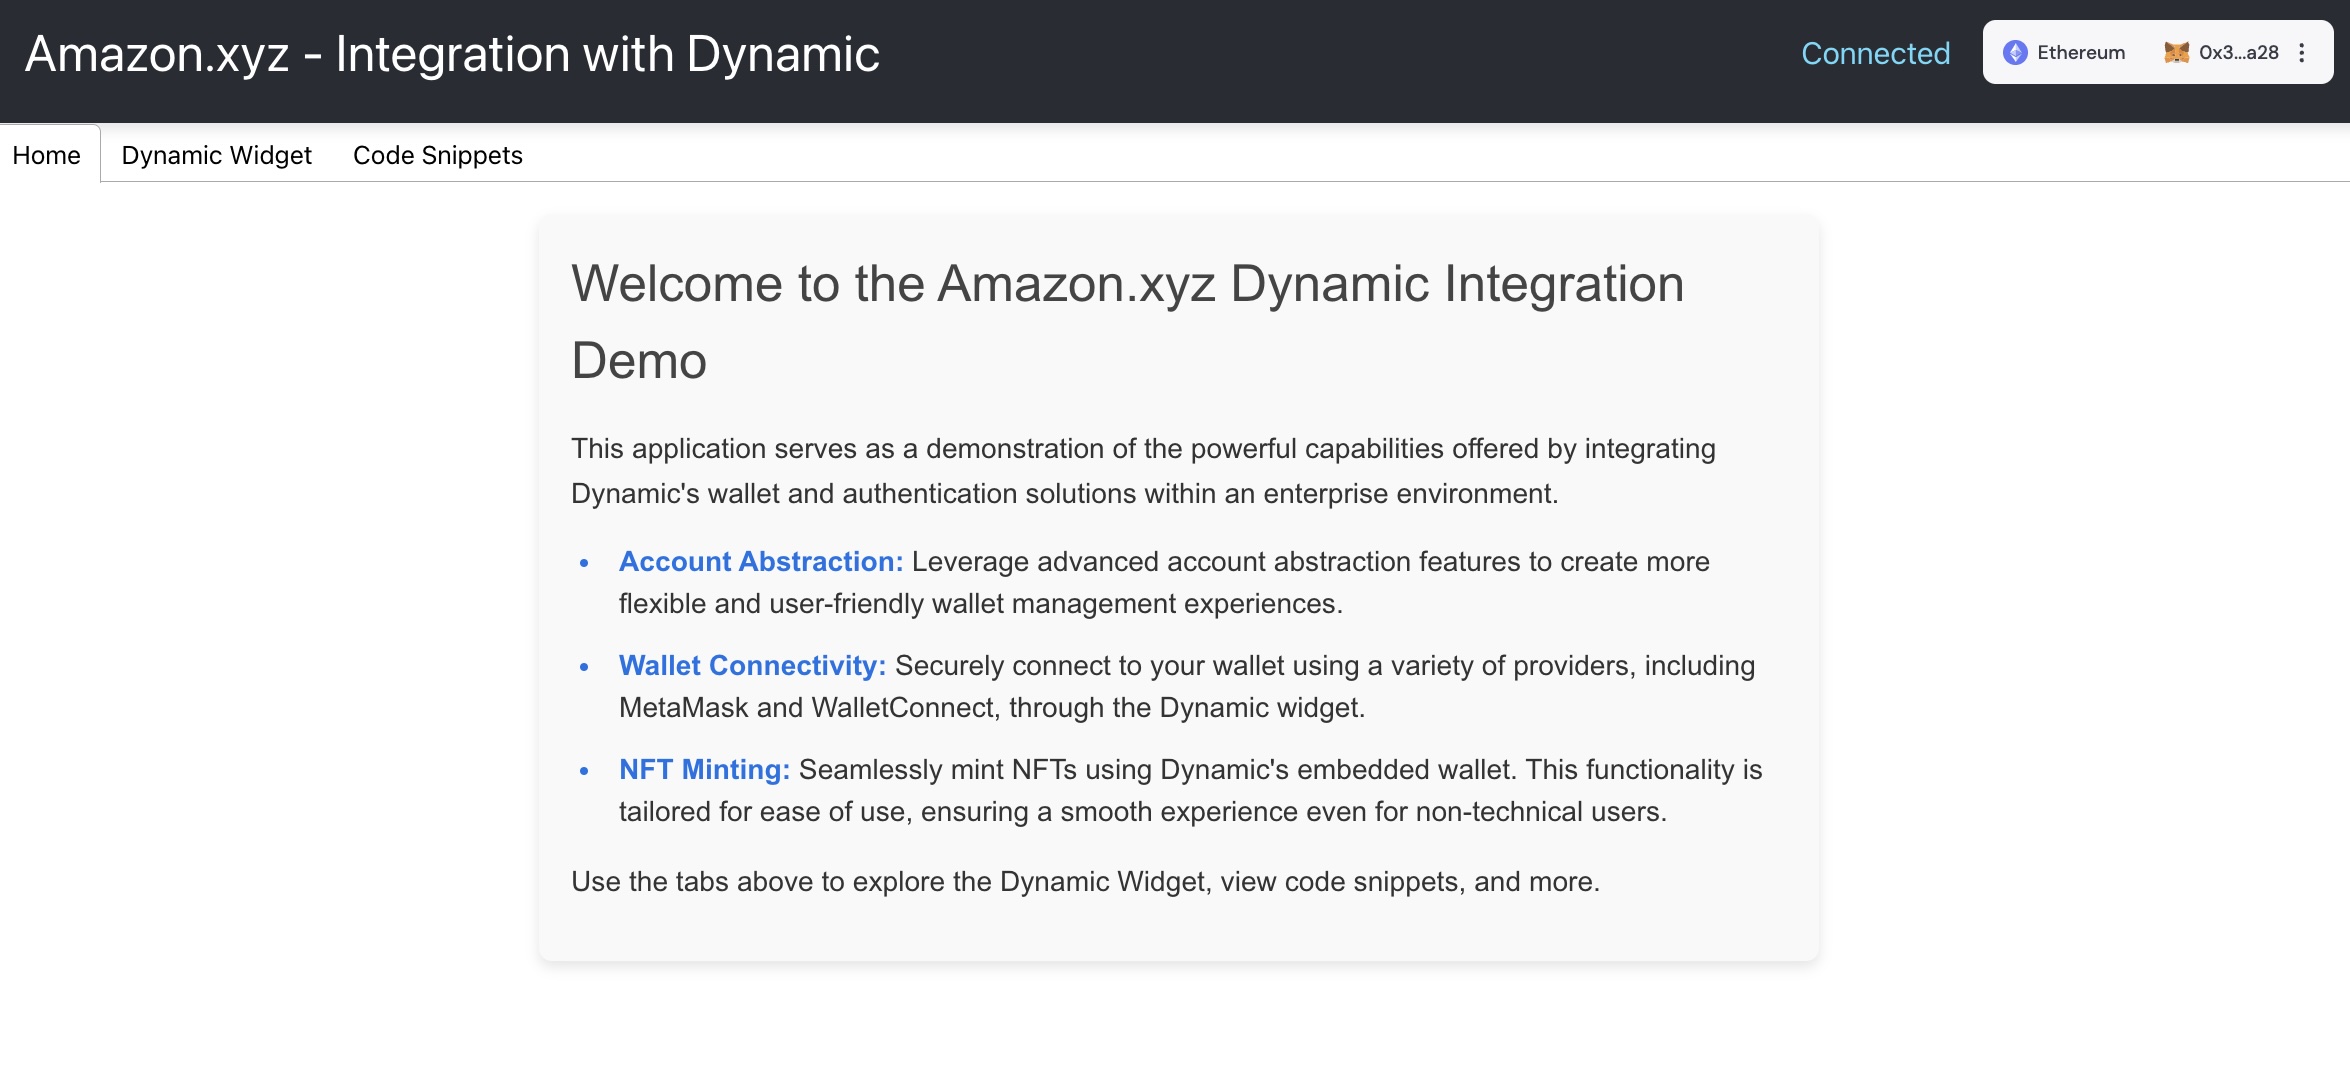 Amazon.xyz - Integration with Dynamic
Connected
Ethereum
0x3...a28
Home
Dynamic Widget
Code Snippets
Welcome to the Amazon.xyz Dynamic Integration
Demo
This application serves as a demonstration of the powerful capabilities offered by integrating
Dynamic's wallet and authentication solutions within an enterprise environment.
• Account Abstraction: Leverage advanced account abstraction features to create more
flexible and user-friendly wallet management experiences.
• Wallet Connectivity: Securely connect to your wallet using a variety of providers, including
MetaMask and WalletConnect, through the Dynamic widget.
• NFT Minting: Seamlessly mint NFTs using Dynamic's embedded wallet. This functionality is
tailored for ease of use, ensuring a smooth experience even for non-technical users.
Use the tabs above to explore the Dynamic Widget, view code snippets, and more.